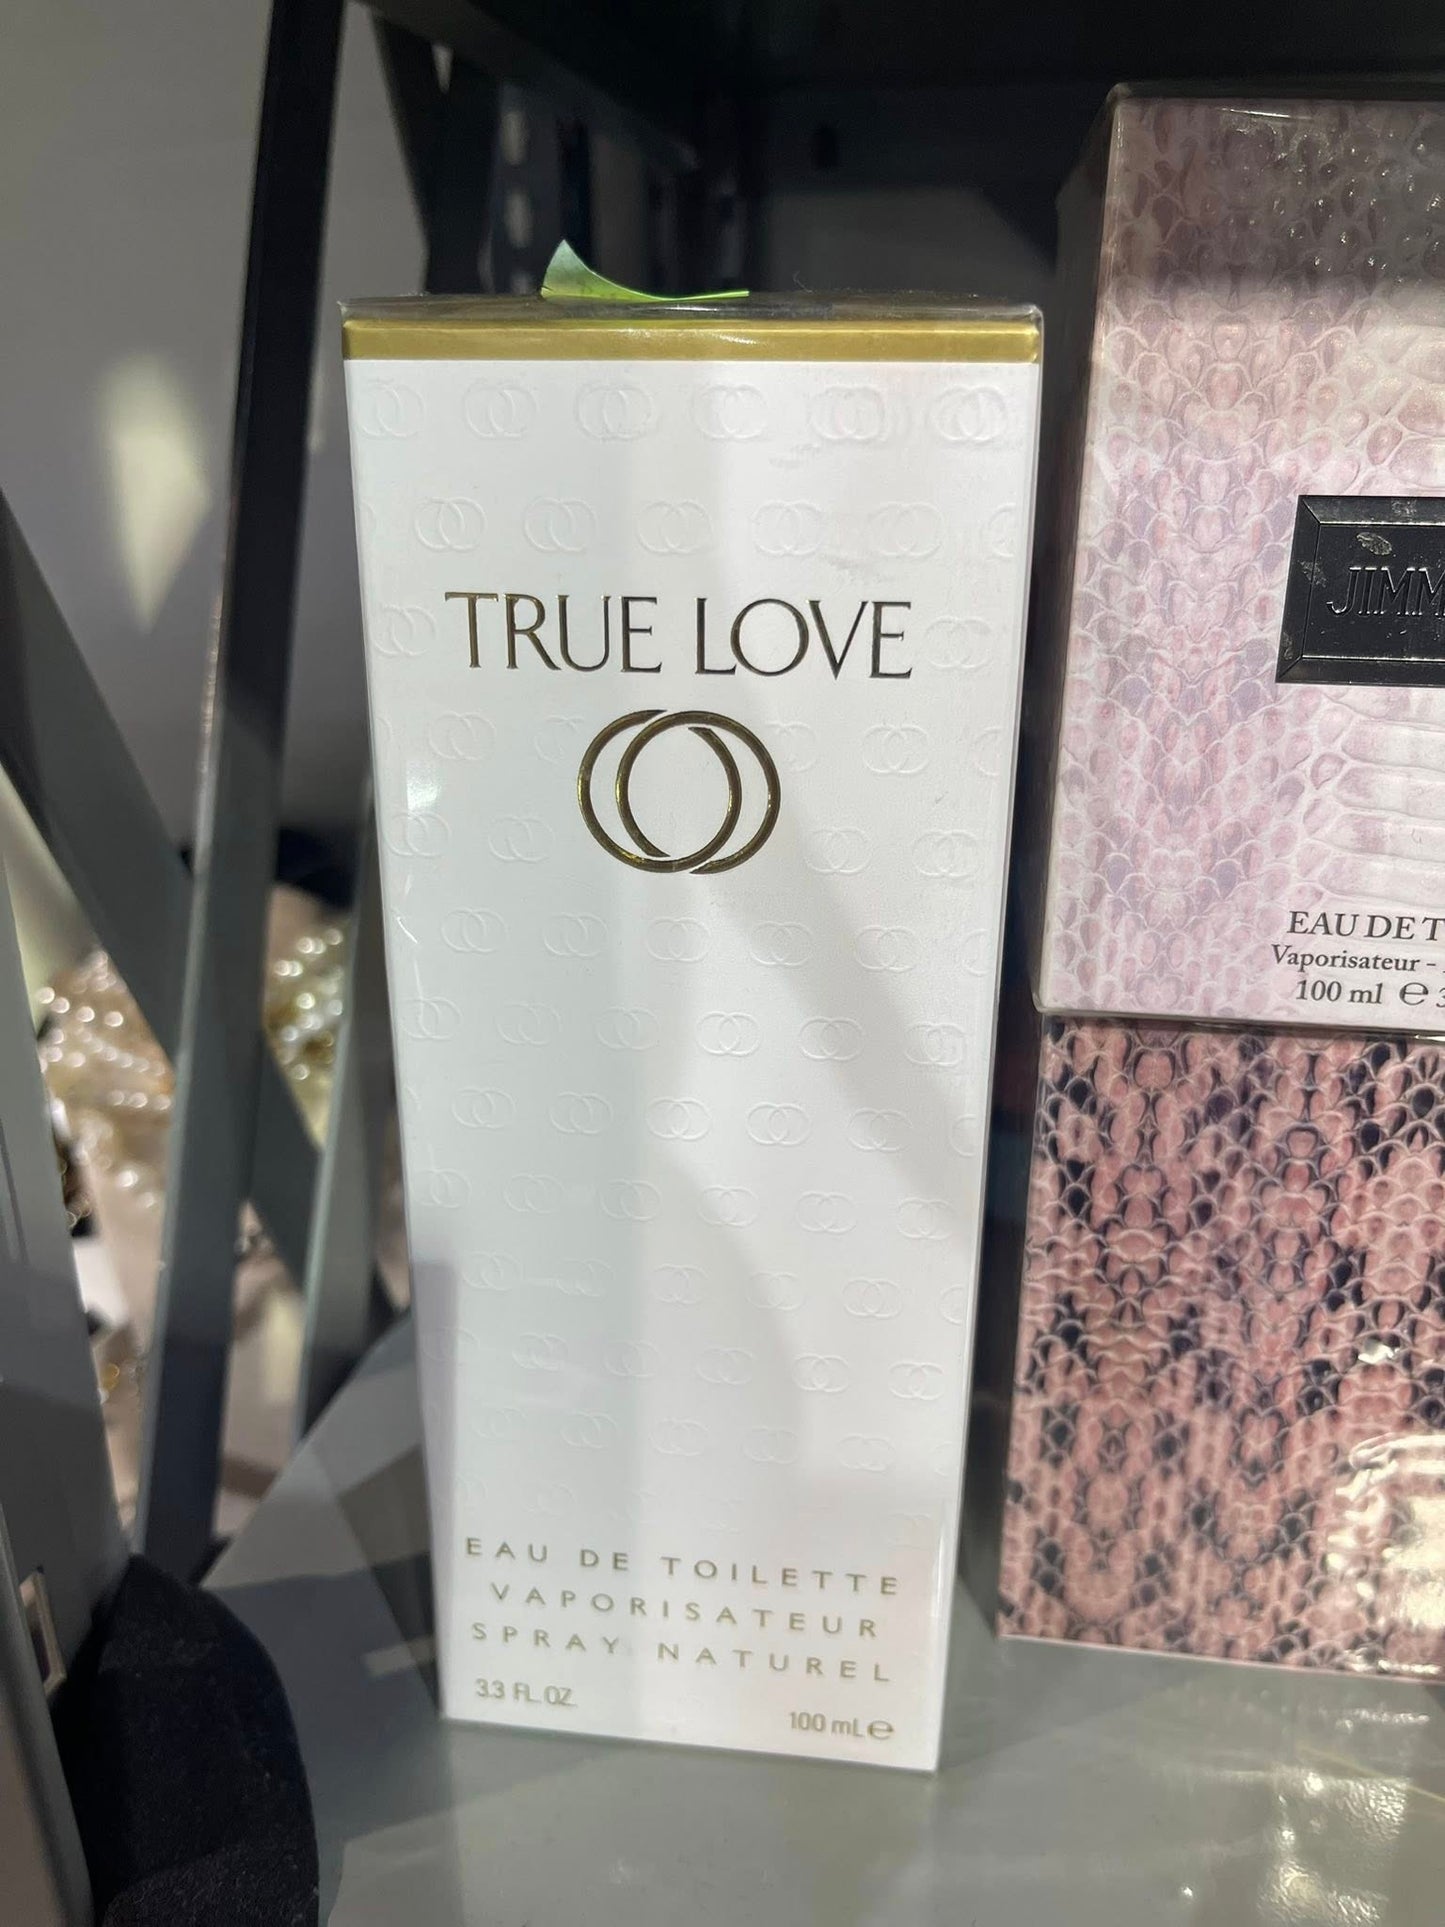 TRUE LOVE
EAU DE TOILETTE
VAPORISATEUR
SPRAY NATUREL
3.3 FL.OZ.
100 mL℮
JIMM
EAU DE T
Vaporisateur -
100 ml ℮ 3